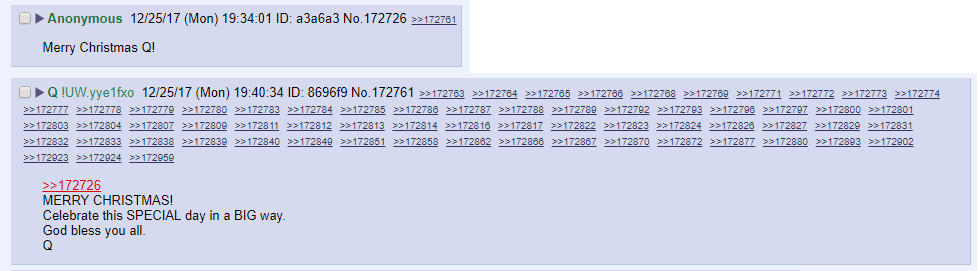 Anonymous 12/25/17 (Mon) 19:34:01 ID: a3a6a3 No.172726 >>172761
Merry Christmas Q!
Q !UW.yye1fxo 12/25/17 (Mon) 19:40:34 ID: 8696f9 No.172761 >>172763 >>172764 >>172765 >>172766 >>172768 >>172769 >>172771 >>172772 >>172773 >>172774
>>172777 >>172778 >>172779 >>172780 >>172783 >>172784 >>172785 >>172786 >>172787 >>172788 >>172789 >>172792 >>172793 >>172796 >>172797 >>172800 >>172801
>>172803 >>172804 >>172807 >>172809 >>172811 >>172812 >>172813 >>172814 >>172816 >>172817 >>172822 >>172823 >>172824 >>172826 >>172827 >>172829 >>172831
>>172832 >>172833 >>172838 >>172839 >>172840 >>172849 >>172851 >>172858 >>172862 >>172866 >>172867 >>172870 >>172872 >>172877 >>172880 >>172893 >>172902
>>172923 >>172924 >>172959
>>172726
MERRY CHRISTMAS!
Celebrate this SPECIAL day in a BIG way.
God bless you all.
Q